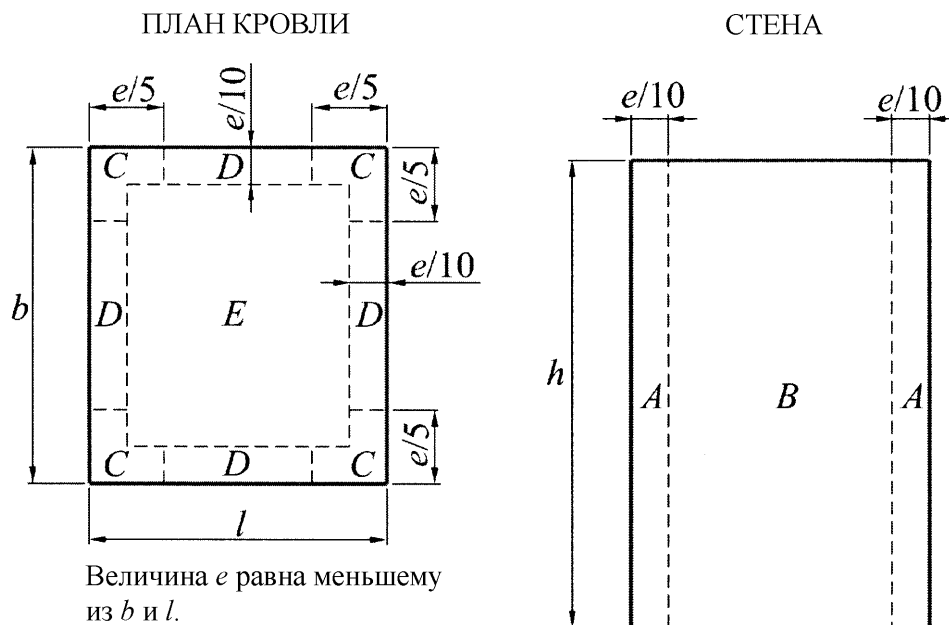 ПЛАН КРОВЛИ
e/5 e/10 e/5
C D C
e/5
e/10
b D E D
e/5
C D C
l
Величина e равна меньшему
из b и l.
СТЕНА
e/10 e/10
h A B A